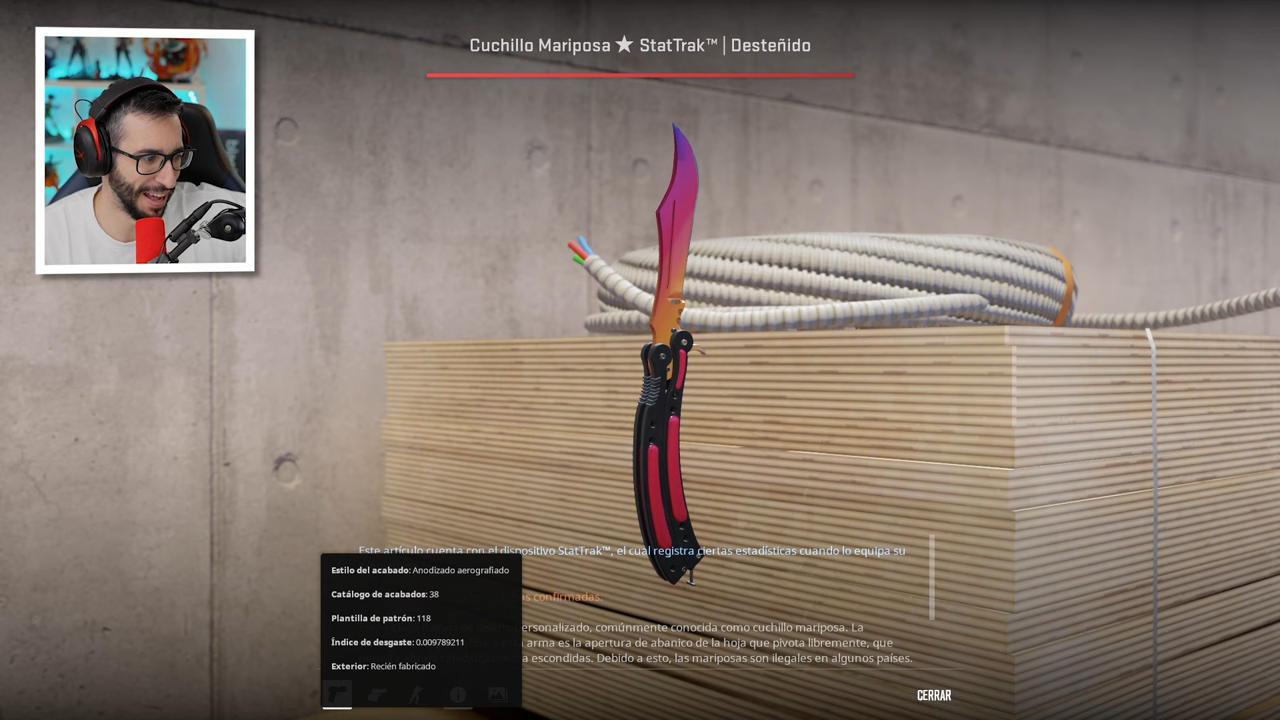 Cuchillo Mariposa ★ StatTrak™ | Desteñido
Este artículo cuenta con el dispositivo StatTrak™, el cual registra ciertas estadísticas cuando lo equipa su
Estilo del acabado: Anodizado aerografiado
Catálogo de acabados: 38
confirmadas.
Plantilla de patrón: 118
personalizado, comúnmente conocida como cuchillo mariposa. La
Índice de desgaste: 0.009789211
arma es la apertura de abanico de la hoja que pivota libremente, que
Exterior: Recién fabricado
escondidas. Debido a esto, las mariposas son ilegales en algunos países.
CERRAR